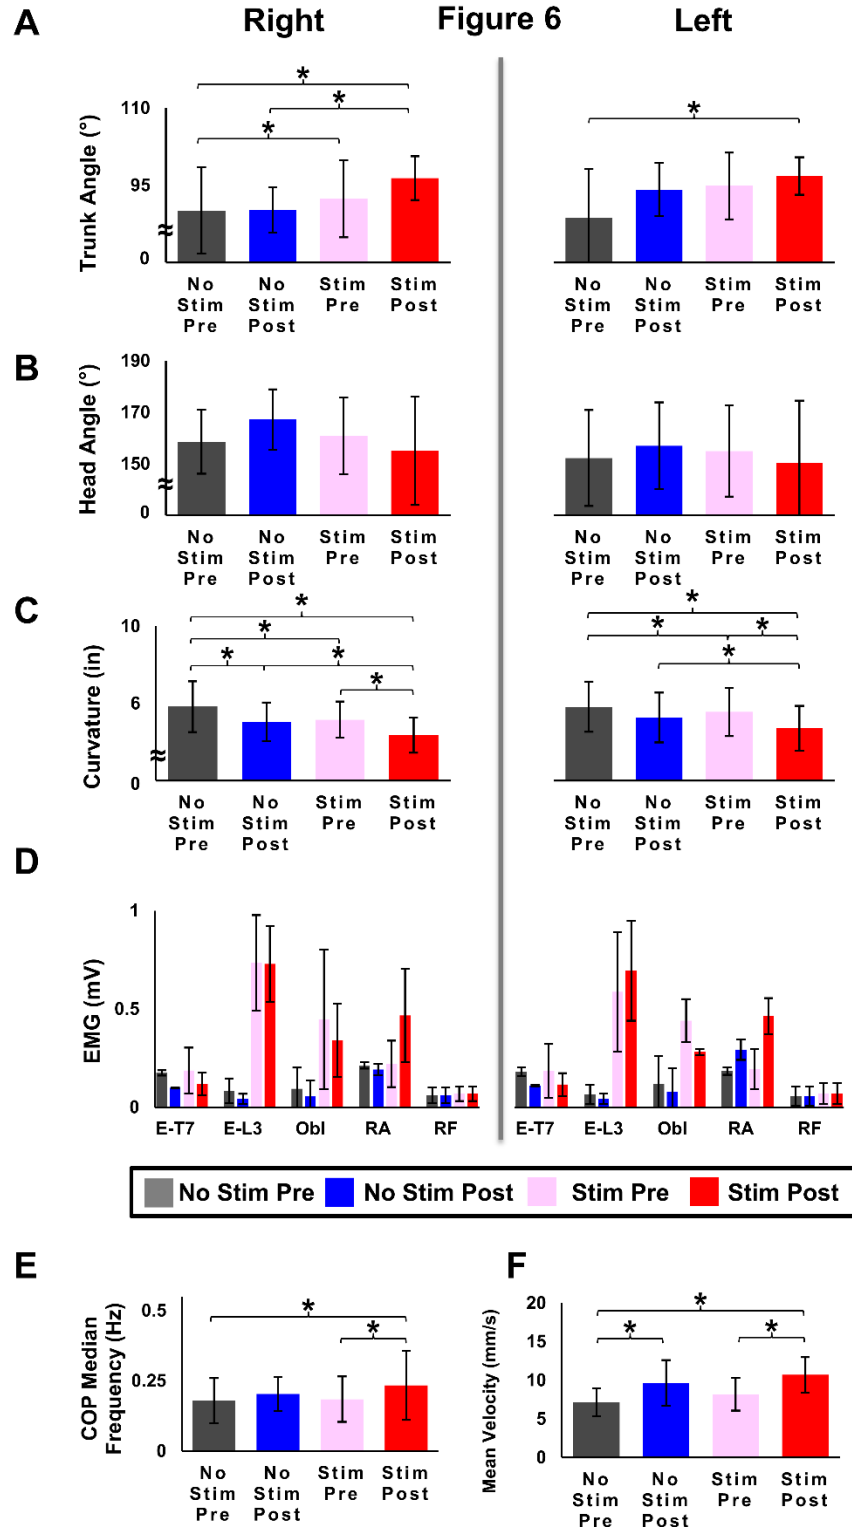 A Right Figure 6 Left
Trunk Angle (°)
110
95
≈
0
* * *
*
No Stim Pre
No Stim Post
Stim Pre
Stim Post
No Stim Pre
No Stim Post
Stim Pre
Stim Post
B
Head Angle (°)
190
170
150
≈
0
No Stim Pre
No Stim Post
Stim Pre
Stim Post
No Stim Pre
No Stim Post
Stim Pre
Stim Post
C
Curvature (in)
10
6
≈
0
* * * * *
* * * *
No Stim Pre
No Stim Post
Stim Pre
Stim Post
No Stim Pre
No Stim Post
Stim Pre
Stim Post
D
EMG (mV)
1
0.5
0
E-T7 E-L3 Obl RA RF
E-T7 E-L3 Obl RA RF
No Stim Pre No Stim Post Stim Pre Stim Post
E
COP Median
Frequency (Hz)
0.5
0.25
0
* *
No Stim Pre
No Stim Post
Stim Pre
Stim Post
F
Mean Velocity (mm/s)
20
15
10
5
0
* * *
No Stim Pre
No Stim Post
Stim Pre
Stim Post